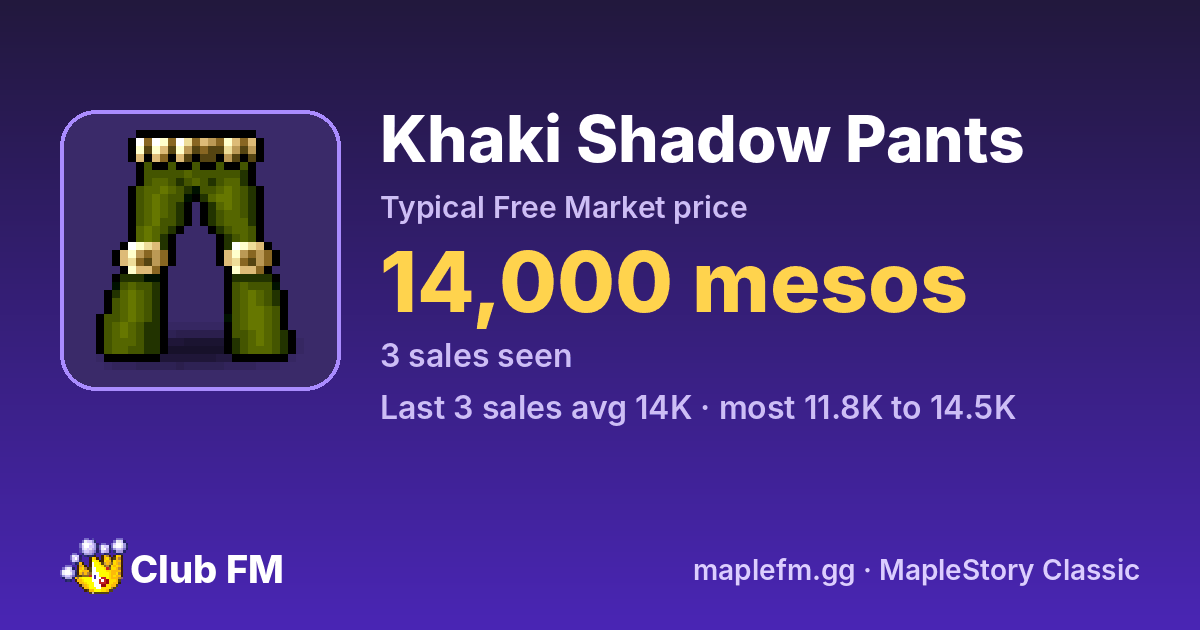 Khaki Shadow Pants
Typical Free Market price
14,000 mesos
3 sales seen
Last 3 sales avg 14K · most 11.8K to 14.5K
Club FM
maplefm.gg · MapleStory Classic